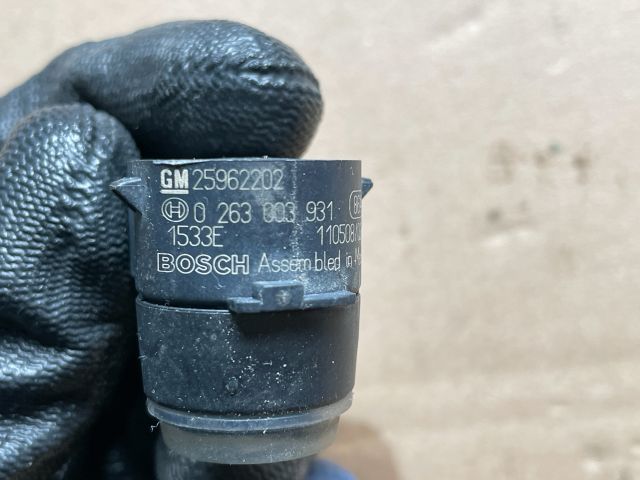 GM 25962202
0 263 003 931
1533E 110508
BOSCH Assembled in